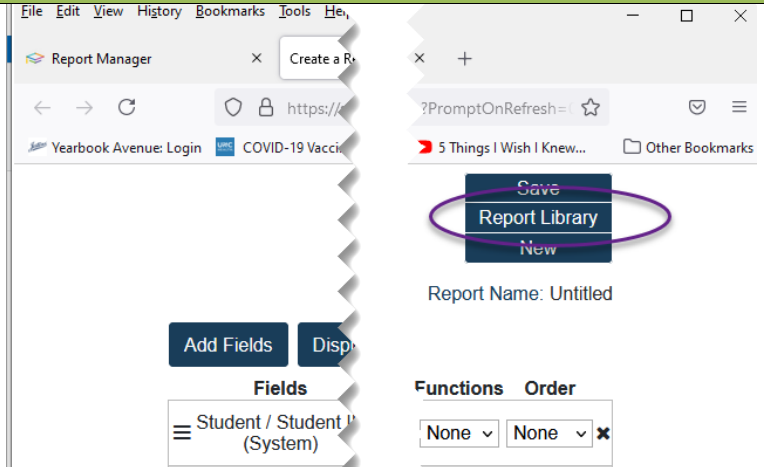 File Edit View History Bookmarks Tools
Report Manager
Create a
https://
?PromptOnRefresh=
Yearbook Avenue: Login
URC
COVID-19
5 Things I Wish I Knew...
Other Bookmarks
Save
Report Library
New
Report Name: Untitled
Add Fields
Fields
Functions Order
Student / Student
(System)
None
None